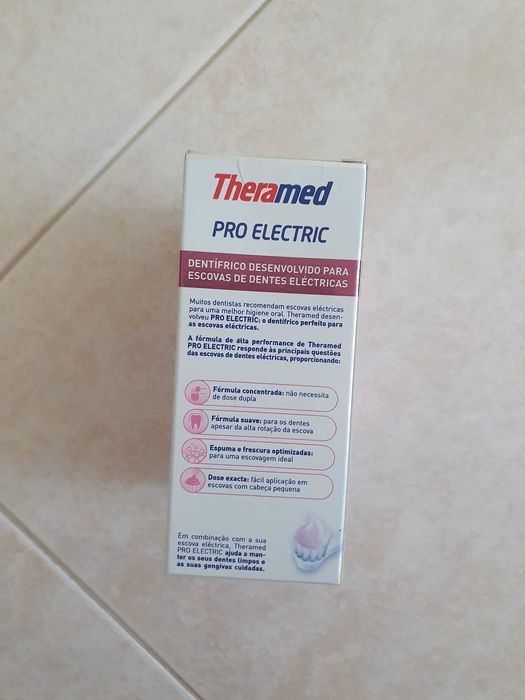 Theramed
PRO ELECTRIC
DENTÍFRICO DESENVOLVIDO PARA
ESCOVAS DE DENTES ELÉCTRICAS
Muitos dentistas recomendam escovas eléctricas
para uma melhor higiene oral. Theramed desen-
volveu PRO ELECTRIC: o dentífrico perfeito para
as escovas eléctricas.
A fórmula de alta performance de Theramed
PRO ELECTRIC responde às principais questões
das escovas de dentes eléctricas, proporcionando:
Fórmula concentrada: não necessita
de dose dupla
Fórmula suave: para os dentes
apesar da alta rotação da escova
Espuma e frescura optimizadas:
para uma escovagem ideal
Dose exacta: fácil aplicação em
escovas com cabeça pequena
Em combinação com a sua
escova eléctrica, Theramed
PRO ELECTRIC ajuda a man-
ter os seus dentes limpos e
as suas gengivas cuidadas.